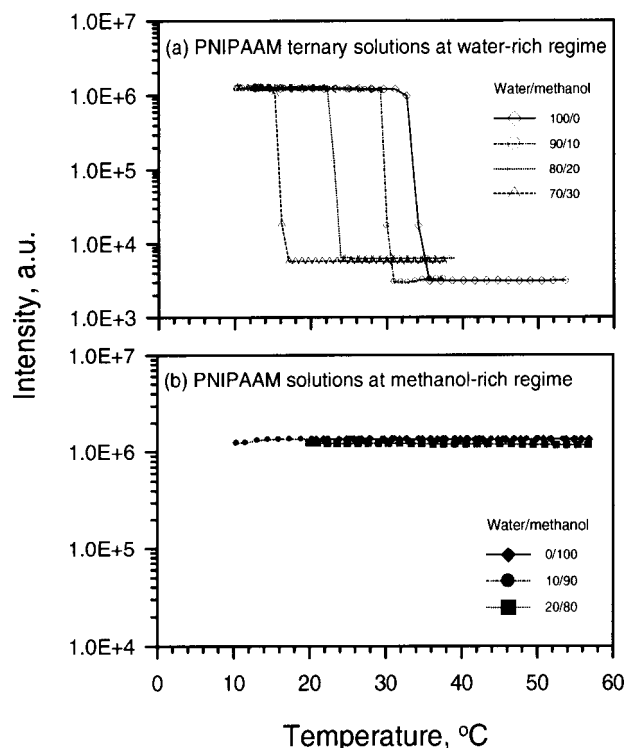 1.0E+7
(a) PNIPAAM ternary solutions at water-rich regime
Water/methanol
1.0E+6
100/0
90/10
1.0E+5
80/20
70/30
1.0E+4
1.0E+3
Intensity, a.u.
1.0E+7
(b) PNIPAAM solutions at methanol-rich regime
1.0E+6
Water/methanol
1.0E+5
0/100
10/90
20/80
1.0E+4
0 10 20 30 40 50 60
Temperature, ºC